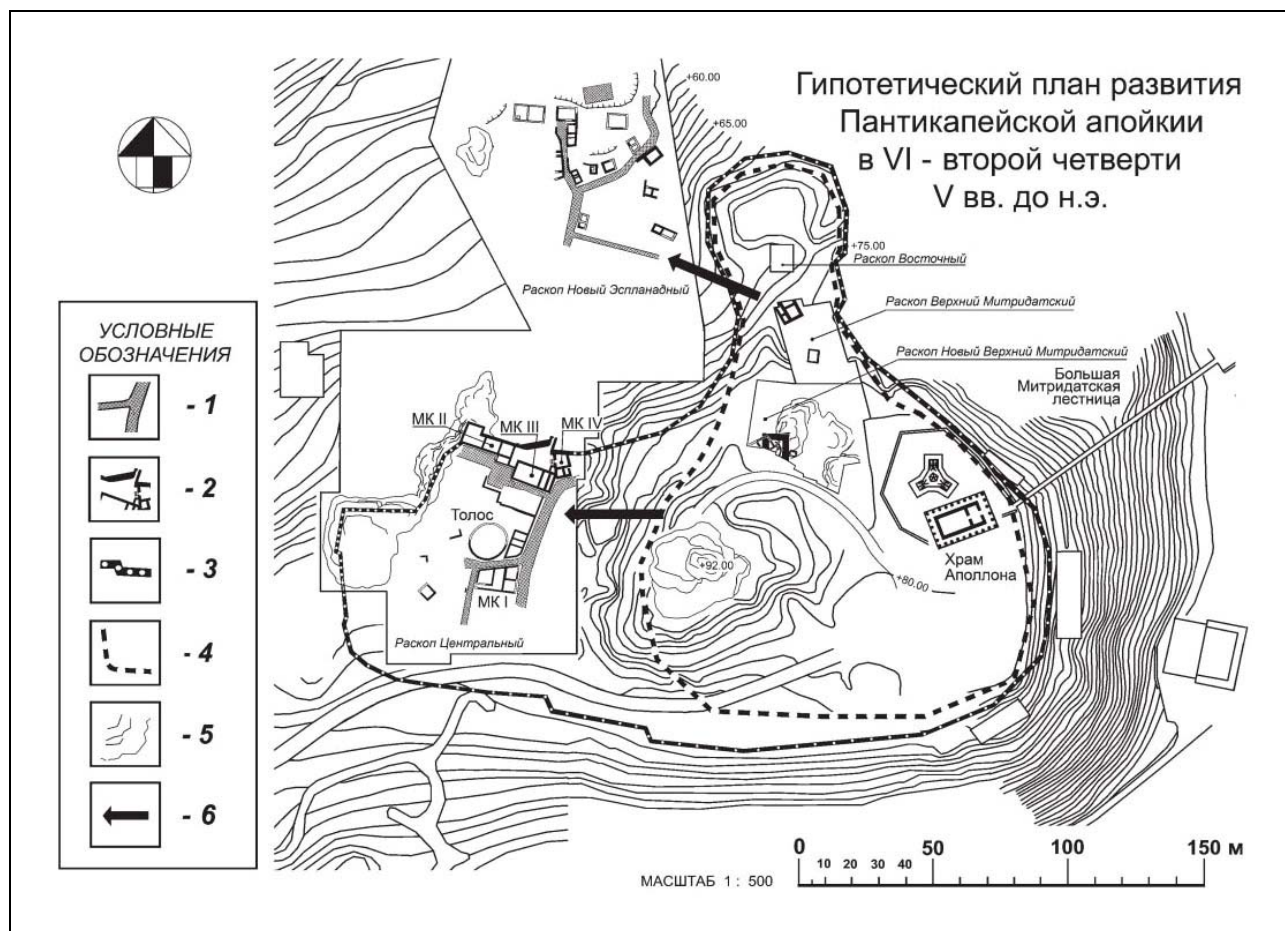 Гипотетический план развития
Пантикапейской апойкии
в VI - второй четверти
V вв. до н.э.
+60.00
+65.00
+75.00
Раскоп Восточный
Раскоп Новый Эспланадный
Раскоп Верхний Митридатский
Раскоп Новый Верхний Митридатский
Большая
Митридатская
лестница
УСЛОВНЫЕ
ОБОЗНАЧЕНИЯ
- 1
- 2
- 3
- 4
- 5
- 6
МК II
МК III
МК IV
Толос
МК I
Раскоп Центральный
+92.00
+80.00
Храм
Аполлона
МАСШТАБ 1 : 500
0 50 100 150 м
10 20 30 40